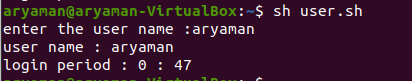 aryaman@aryaman-VirtualBox:~$ sh user.sh
enter the user name :aryaman
user name : aryaman
login period : 0 : 47